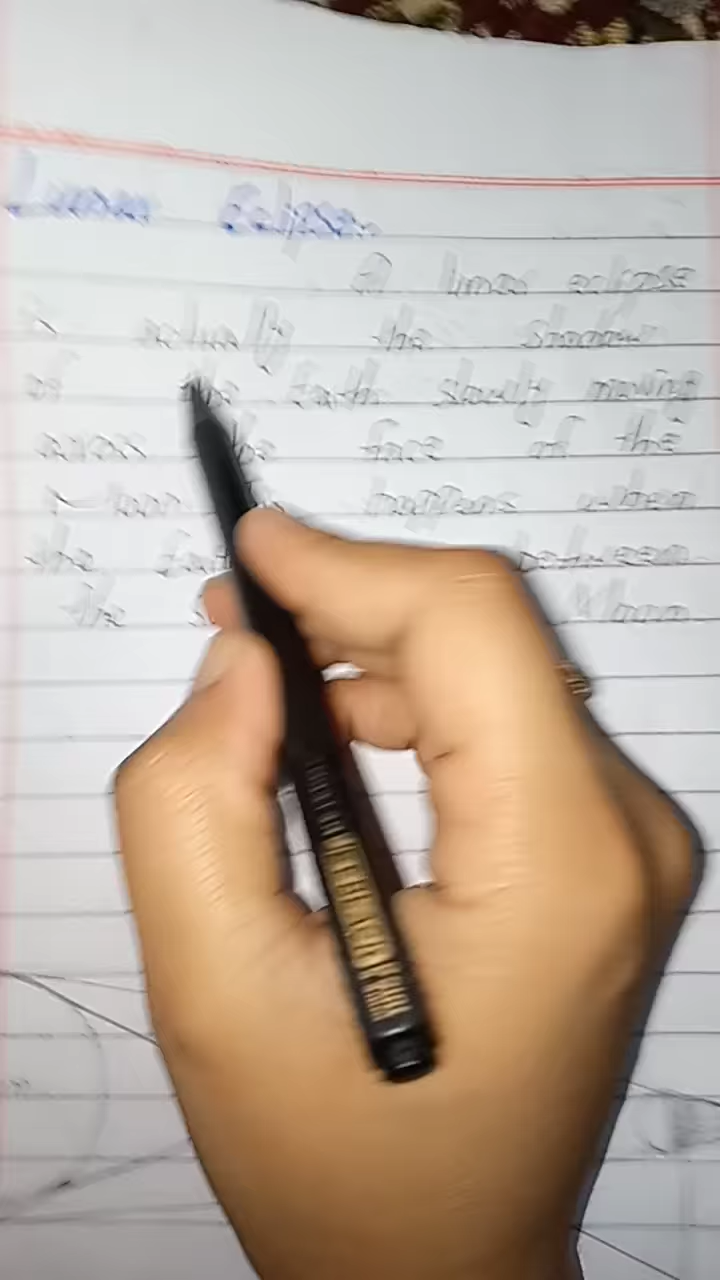 Lunar Eclipse
A lunar eclipse
is actually the shadow
of the Earth slowly moving
across the face of the
Moon happens when
the Earth between
the Moon